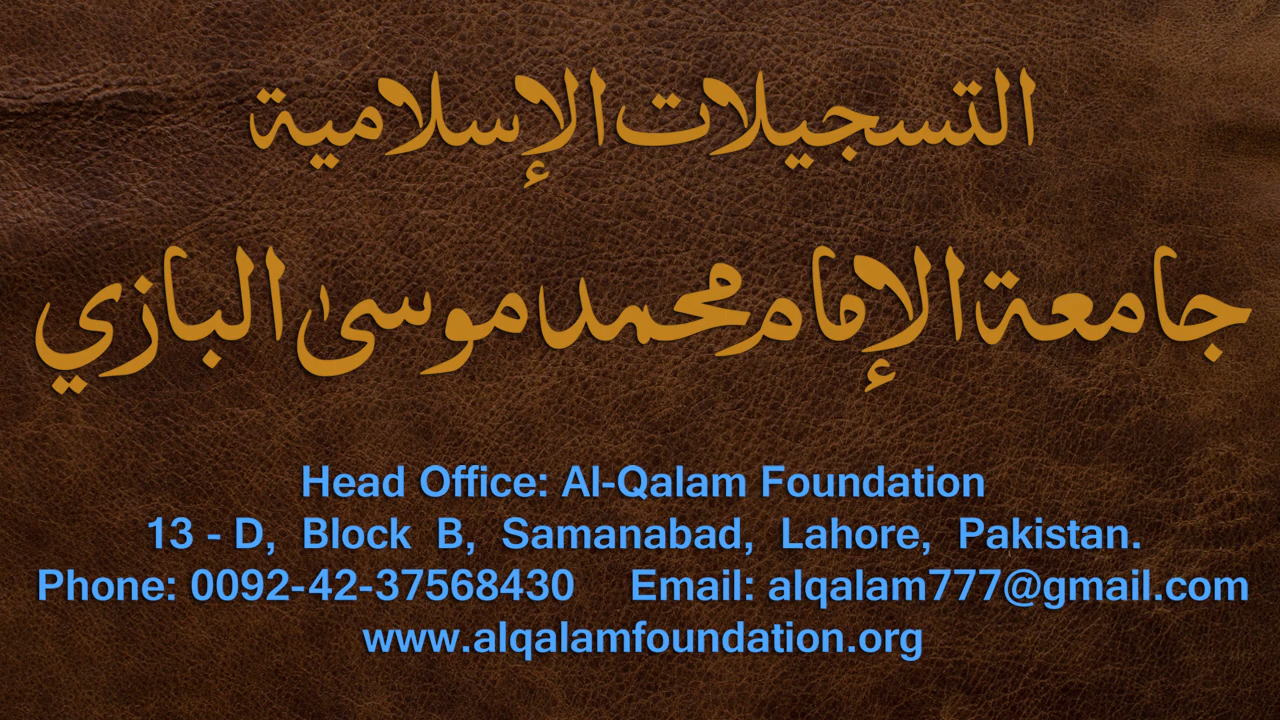 التسجيلات الإسلامية
جامعة الإمام محمد موسىٰ البازي
Head Office: Al-Qalam Foundation
13 - D, Block B, Samanabad, Lahore, Pakistan.
Phone: 0092-42-37568430 Email: alqalam777@gmail.com
www.alqalamfoundation.org